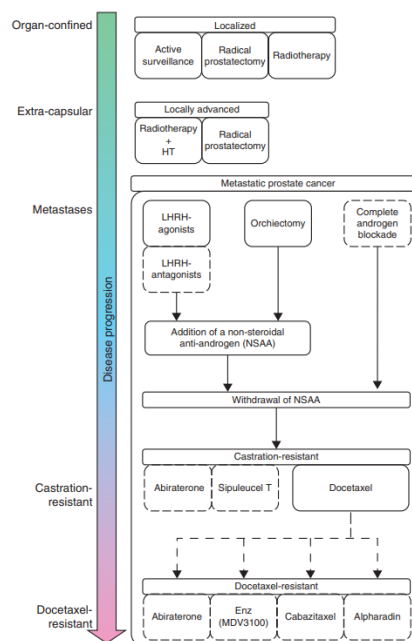 Organ-confined
Localized
Active
surveillance
Radical
prostatectomy
Radiotherapy
Extra-capsular
Locally advanced
Radiotherapy
+
HT
Radical
prostatectomy
Metastatic prostate cancer
Metastases
LHRH-
agonists
Orchiectomy
Complete
androgen
blockade
LHRH-
antagonists
Disease progression
Addition of a non-steroidal
anti-androgen (NSAA)
Withdrawal of NSAA
Castration-resistant
Castration-
resistant
Abiraterone
Sipuleucel T
Docetaxel
Docetaxel-resistant
Docetaxel-
resistant
Abiraterone
Enz
(MDV3100)
Cabazitaxel
Alpharadin